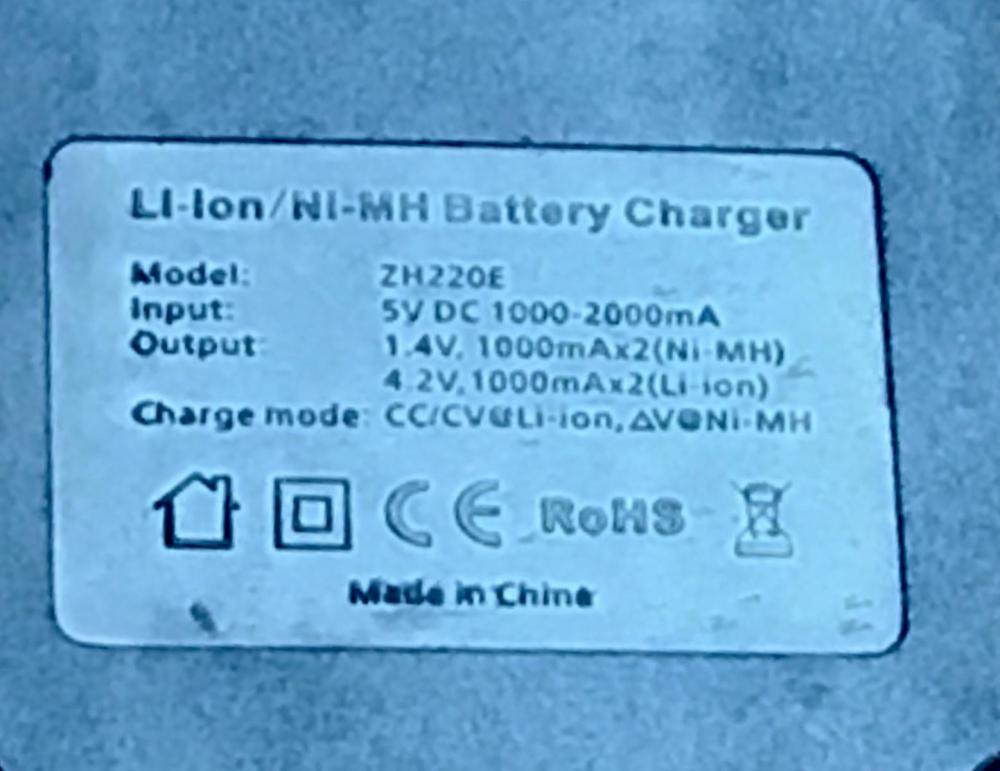 LI-Ion/Ni-MH Battery Charger
Model: ZH220E
Input: 5V DC 1000-2000mA
Output: 1.4V, 1000mAx2(Ni-MH)
4.2V, 1000mAx2(Li-ion)
Charge mode: CC/CV@Li-ion, ΔV@Ni-MH
CE RoHS
Made in China